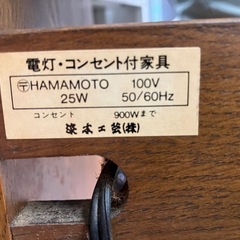 電灯・コンセント付家具
〶HAMAMOTO 100V
25W 50/60Hz
コンセント 900Wまで
浜本工芸(株)